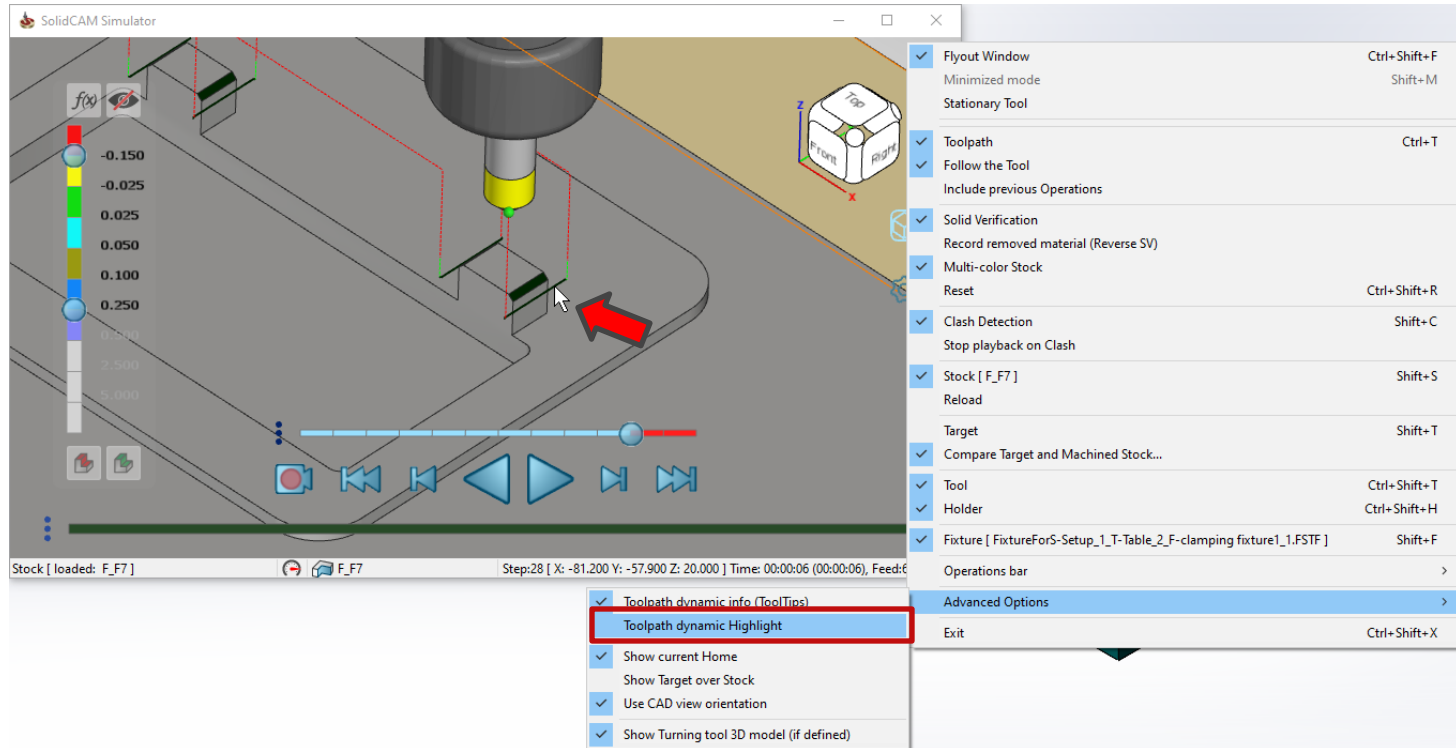 SolidCAM Simulator
f(x)
-0.150
-0.025
0.025
0.050
0.100
0.250
0.500
2.500
5.000
Top
Front
Right
Z
X
Flyout Window Ctrl+Shift+F
Minimized mode Shift+M
Stationary Tool
Toolpath Ctrl+T
Follow the Tool
Include previous Operations
Solid Verification
Record removed material (Reverse SV)
Multi-color Stock
Reset Ctrl+Shift+R
Clash Detection Shift+C
Stop playback on Clash
Stock [ F_F7 ] Shift+S
Reload
Target Shift+T
Compare Target and Machined Stock...
Tool Ctrl+Shift+T
Holder Ctrl+Shift+H
Fixture [ FixtureForS-Setup_1_T-Table_2_F-clamping fixture1_1.FSTF ] Shift+F
Operations bar
Advanced Options
Exit Ctrl+Shift+X
Stock [ loaded: F_F7 ] F_F7 Step:28 [ X: -81.200 Y: -57.900 Z: 20.000 ] Time: 00:00:06 (00:00:06), Feed:6
Toolpath dynamic info (ToolTips)
Toolpath dynamic Highlight
Show current Home
Show Target over Stock
Use CAD view orientation
Show Turning tool 3D model (if defined)